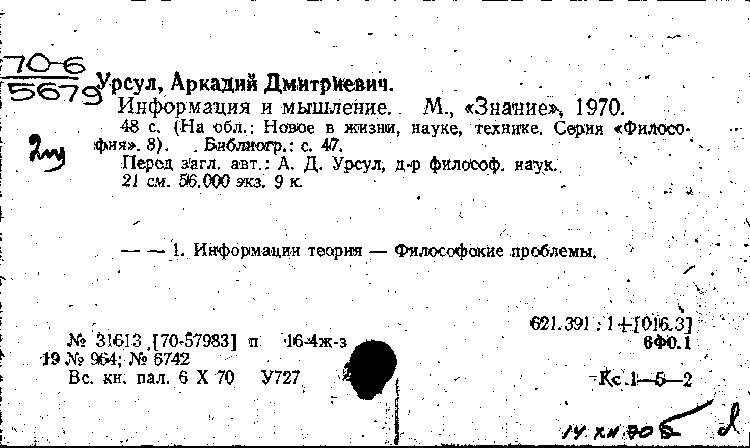 70-6
5679
Урсул, Аркадий Дмитриевич.
Информация и мышление. М., «Знание», 1970.
48 с. (На обл.: Новое в жизни, науке, технике. Серия «Филосо-
фия». 8). Библиогр.: с. 47.
Перед загл. авт.: А. Д. Урсул, д-р философ. наук.
21 см. 56.000 экз. 9 к.
— — 1. Информации теория — Философские проблемы.
621.391 : 1+[016.3]
№ 31613 [70-57983] п 16-4ж-з
6Ф0.1
19 № 964; № 6742
Вс. кн. пал. 6 X 70 У727
Кс.1—5—2
14 XII 70